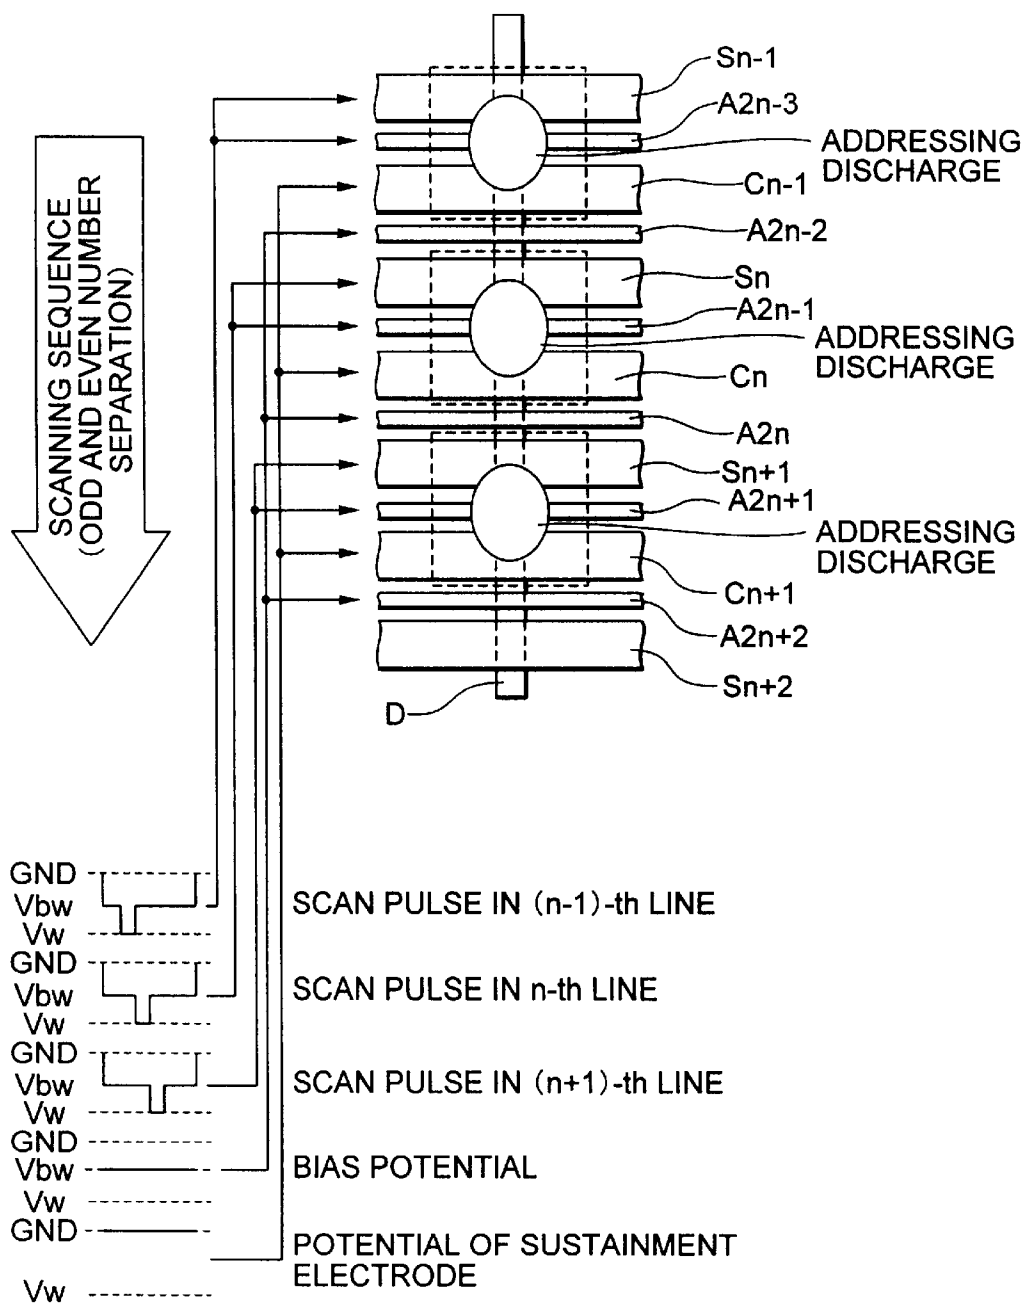 Sn-1
A2n-3
ADDRESSING
DISCHARGE
Cn-1
A2n-2
Sn
A2n-1
ADDRESSING
DISCHARGE
Cn
A2n
Sn+1
A2n+1
ADDRESSING
DISCHARGE
Cn+1
A2n+2
Sn+2
D
SCANNING SEQUENCE
(ODD AND EVEN NUMBER
SEPARATION)
GND
Vbw
Vw
SCAN PULSE IN (n-1)-th LINE
GND
Vbw
Vw
SCAN PULSE IN n-th LINE
GND
Vbw
Vw
SCAN PULSE IN (n+1)-th LINE
GND
Vbw
Vw
BIAS POTENTIAL
GND
Vw
POTENTIAL OF SUSTAINMENT
ELECTRODE